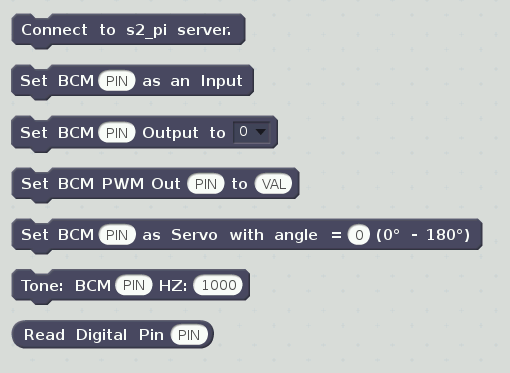 Connect to s2_pi server.
Set BCM PIN as an Input
Set BCM PIN Output to 0
Set BCM PWM Out PIN to VAL
Set BCM PIN as Servo with angle = 0 (0° - 180°)
Tone: BCM PIN HZ: 1000
Read Digital Pin PIN